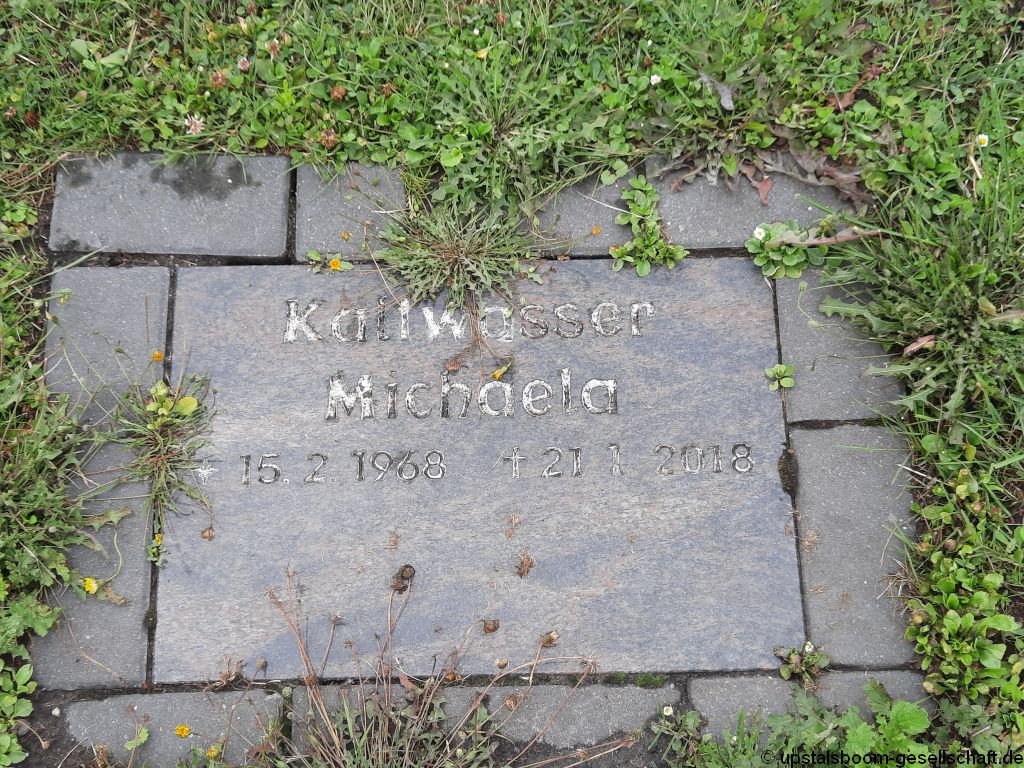 Kaltwasser
Michaela
* 15. 2. 1968 † 21 1 2018
© upstalsboom-gesellschaft.de